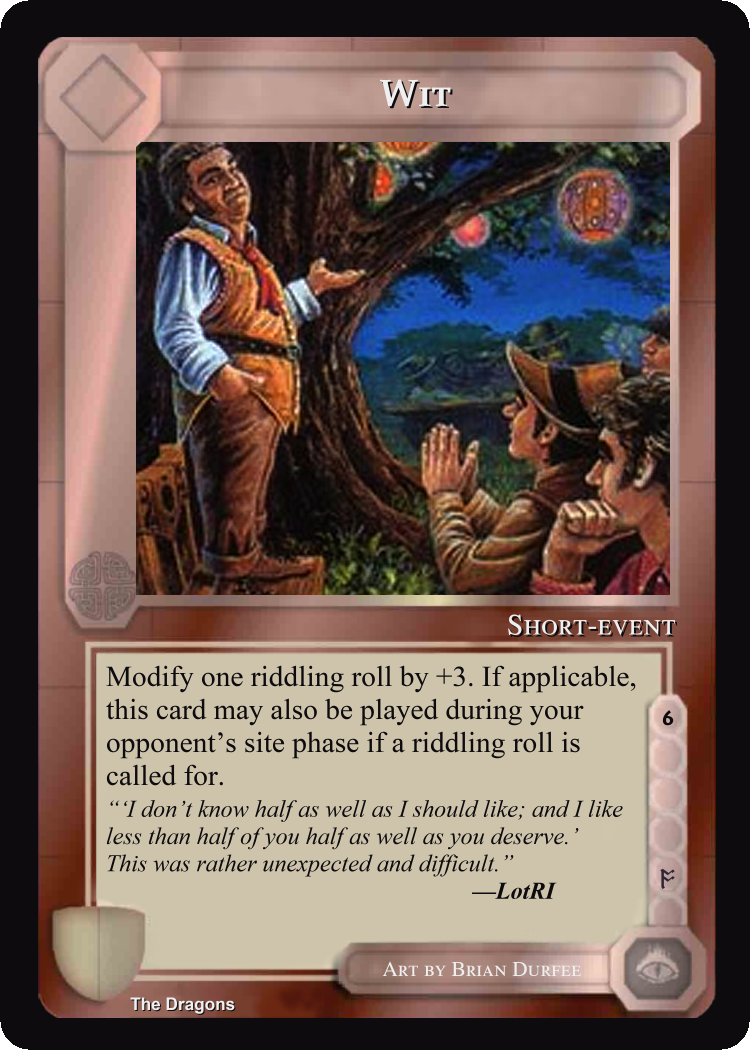 Wit
Short-event
Modify one riddling roll by +3. If applicable,
this card may also be played during your
opponent’s site phase if a riddling roll is
called for.
“‘I don’t know half as well as I should like; and I like
less than half of you half as well as you deserve.’
This was rather unexpected and difficult.”
—LotRI
6
ᚩ
Art by Brian Durfee
The Dragons